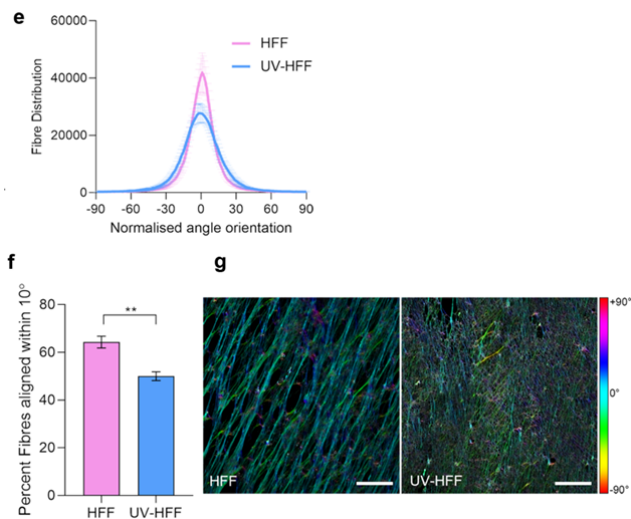 e
60000
40000
20000
0
Fibre Distribution
HFF
UV-HFF
-90 -60 -30 0 30 60 90
Normalised angle orientation
f
80
60
40
20
0
Percent Fibres aligned within 10°
**
HFF UV-HFF
g
HFF
UV-HFF
+90°
0°
-90°